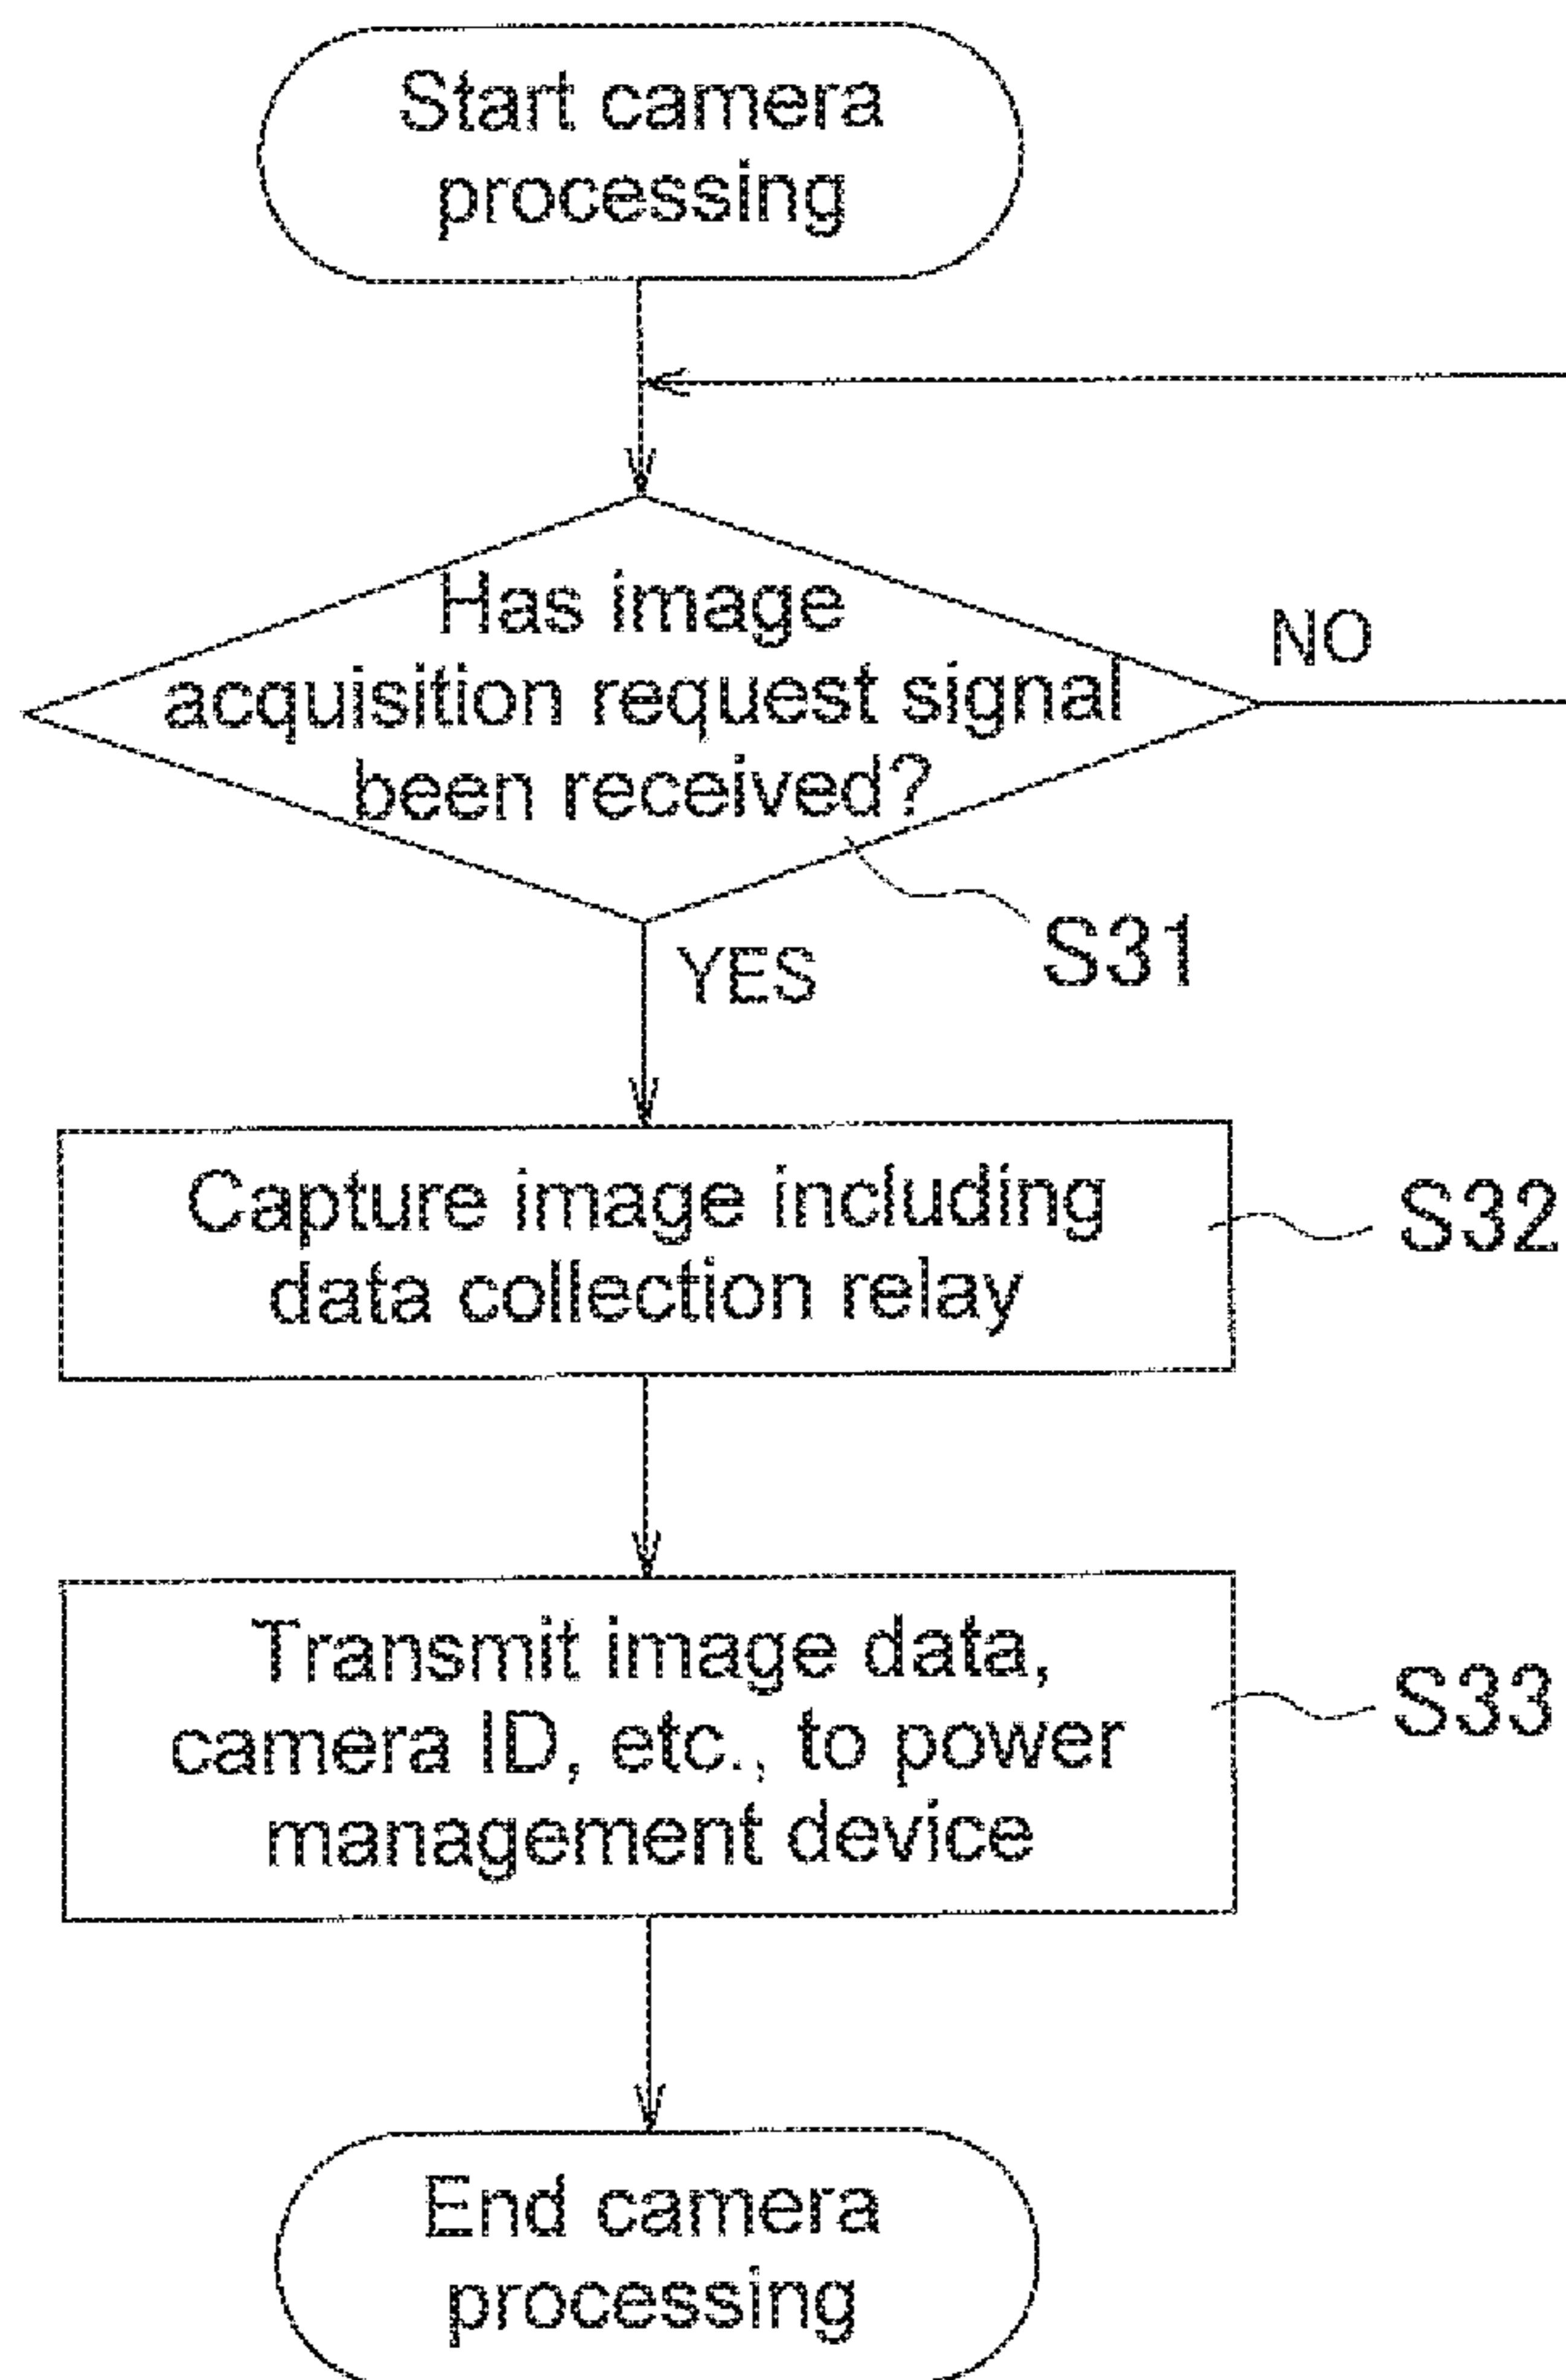 Start camera
processing
Has image
acquisition request signal
been received?
NO
S31
YES
Capture image including
data collection relay
S32
Transmit image data,
camera ID, etc., to power
management device
S33
End camera
processing